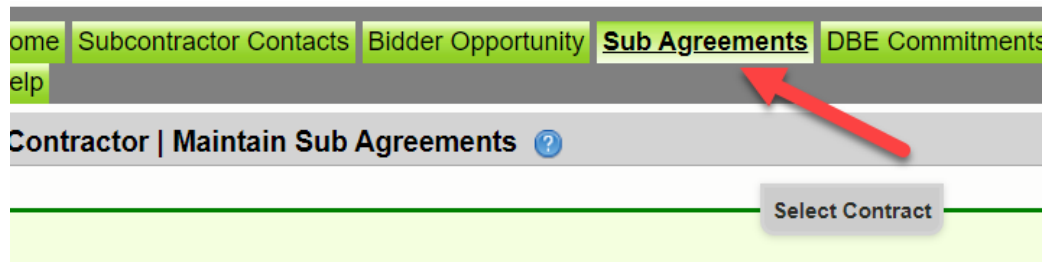 ome Subcontractor Contacts Bidder Opportunity Sub Agreements DBE Commitments
elp
Contractor | Maintain Sub Agreements ?
Select Contract